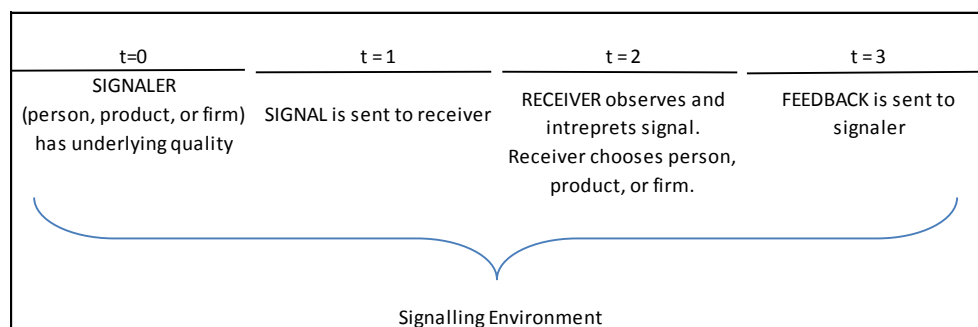 t=0
SIGNALER
(person, product, or firm)
has underlying quality
t = 1
SIGNAL is sent to receiver
t = 2
RECEIVER observes and
intreprets signal.
Receiver chooses person,
product, or firm.
t = 3
FEEDBACK is sent to
signaler
Signalling Environment